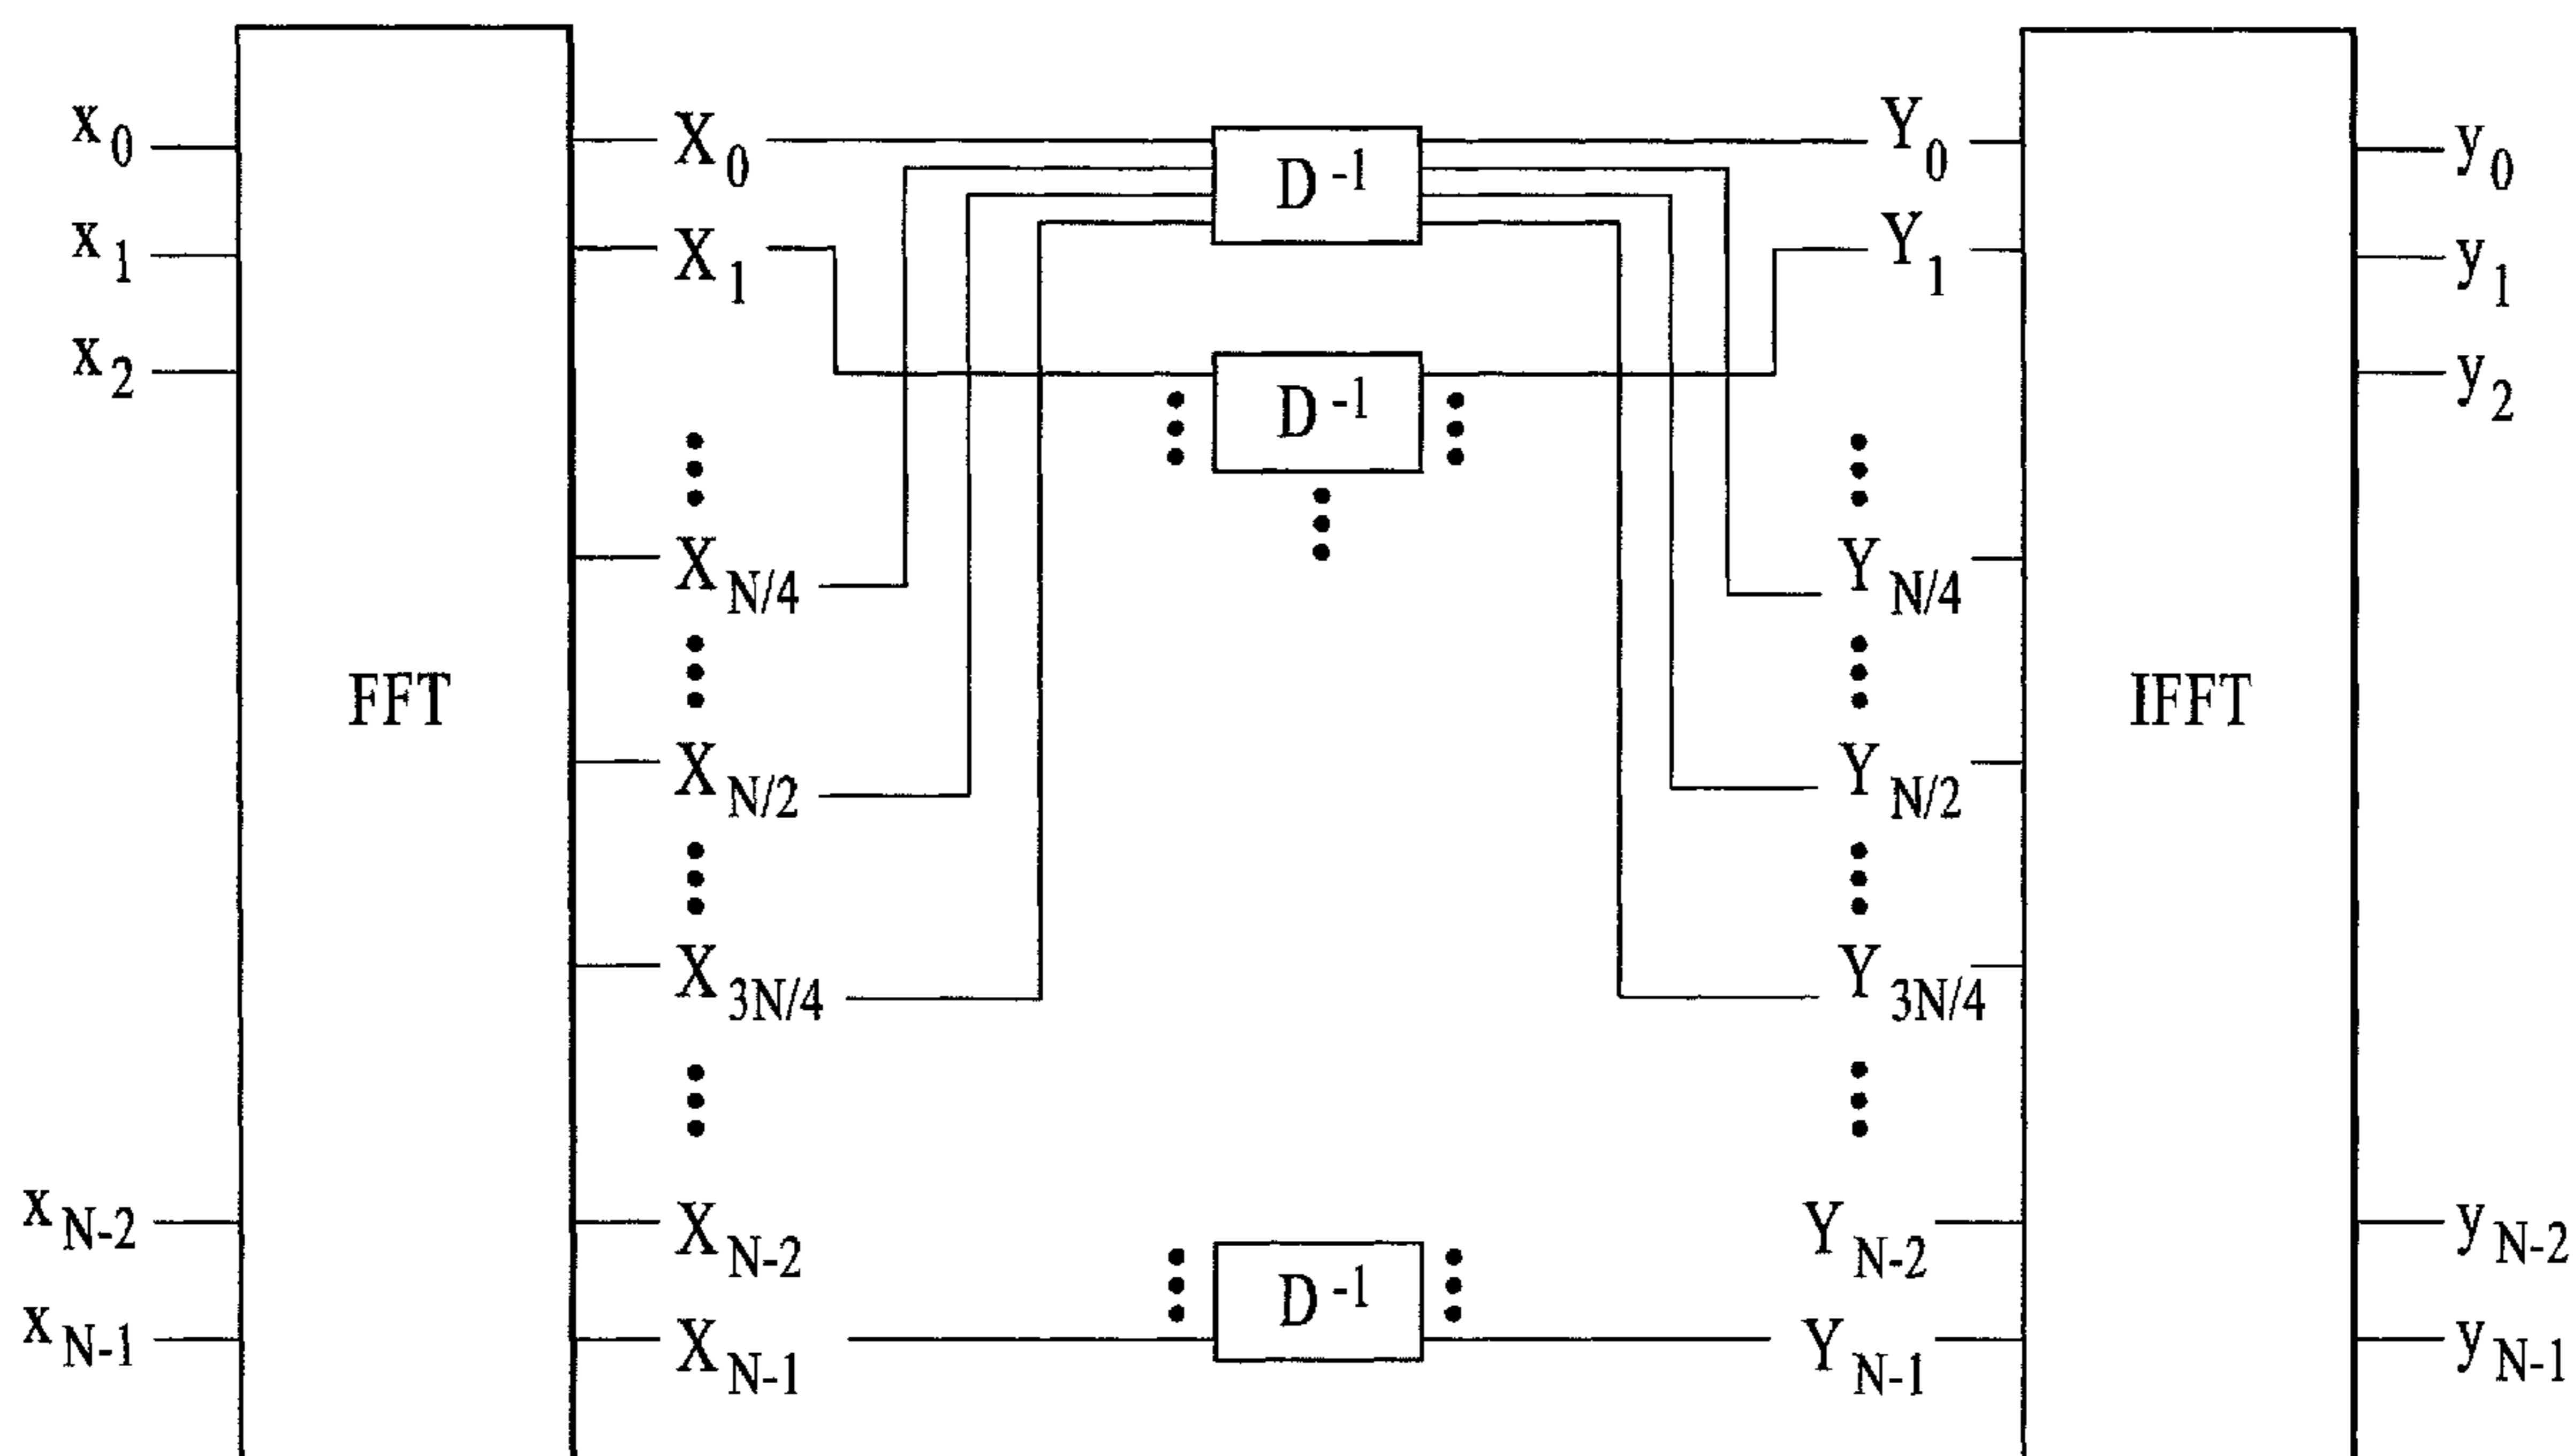 x0
x1
x2
xN-2
xN-1
FFT
X0
X1
XN/4
XN/2
X3N/4
XN-2
XN-1
D-1
D-1
D-1
Y0
Y1
YN/4
YN/2
Y3N/4
YN-2
YN-1
IFFT
y0
y1
y2
yN-2
yN-1